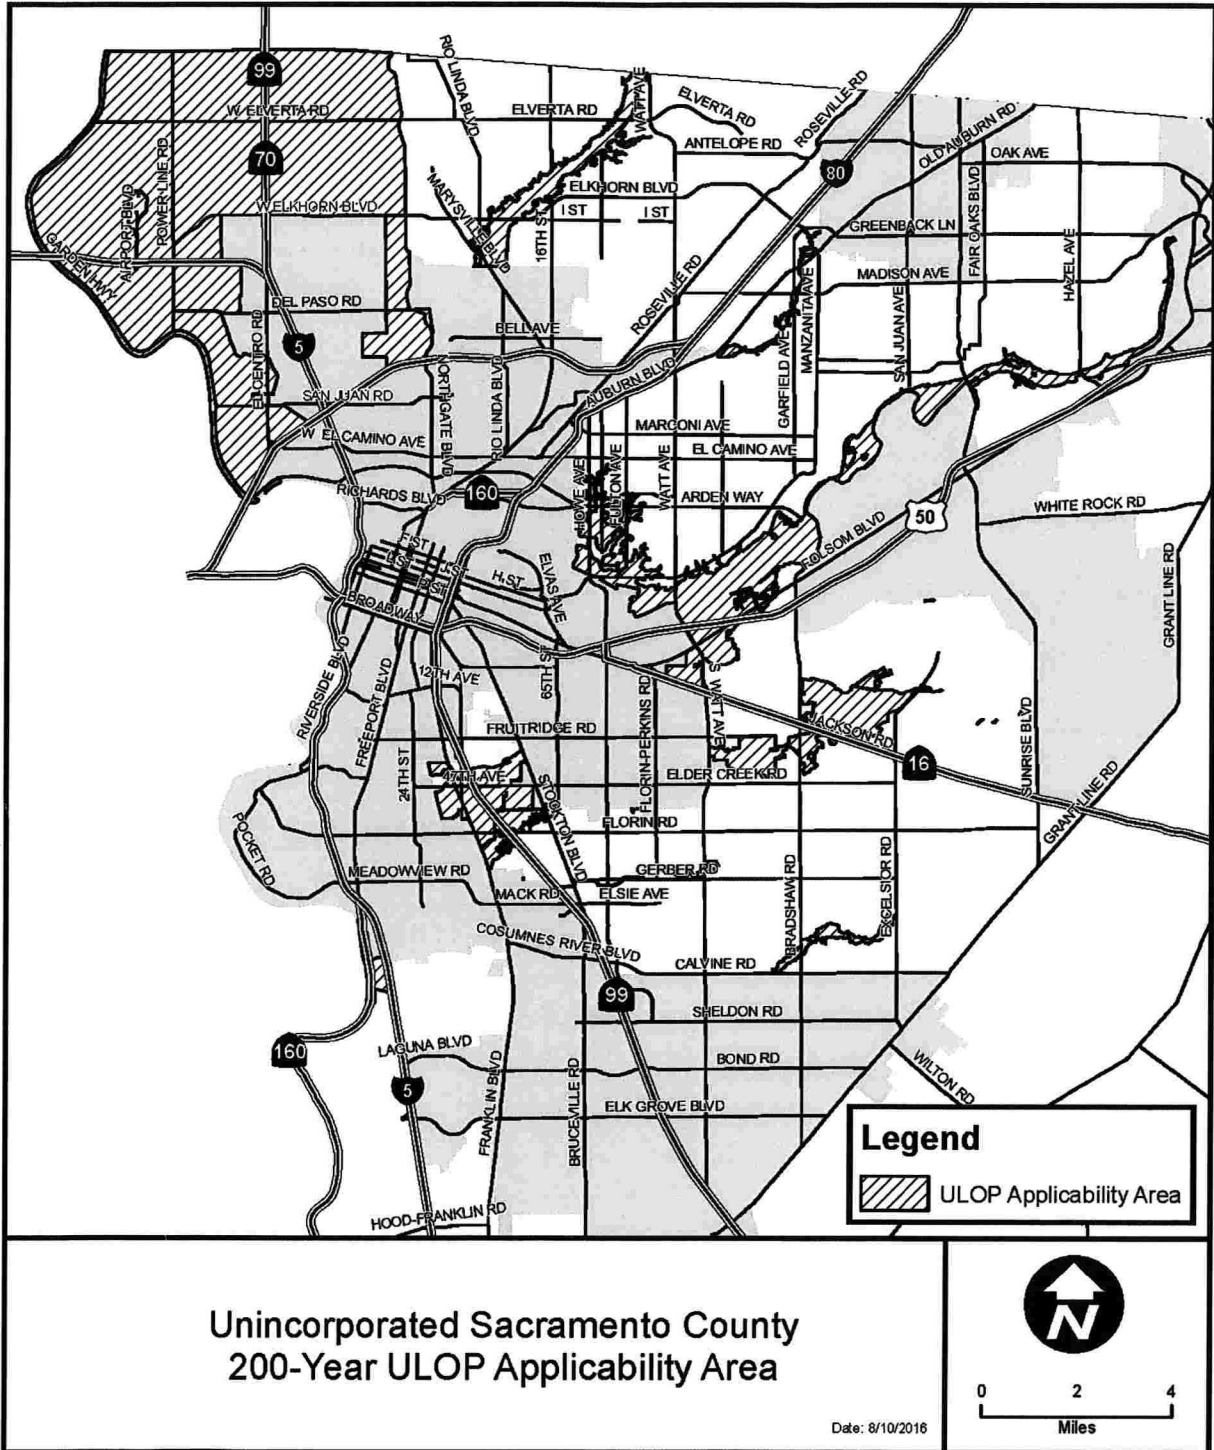 99
RIO LINDA BLVD
WATT AVE
ELVERTA RD
ROSEVILLE RD
W ELVERTA RD
ELVERTA RD
OLD AUBURN RD
70
ANTELOPE RD
80
OAK AVE
POWER LINE RD
AIRPORT BLVD
MARYSVILLE BLVD
ELKHORN BLVD
FAIR OAKS BLVD
W ELKHORN BLVD
16TH ST
I ST
I ST
GREENBACK LN
GARDEN HWY
ROSEVILLE RD
MANZANITA AVE
MADISON AVE
HAZEL AVE
DEL PASO RD
BELL AVE
SAN JUAN AVE
5
EL CENTRO RD
NORTHGATE BLVD
RIO LINDA BLVD
AUBURN BLVD
GARFIELD AVE
SAN JUAN RD
MARCONI AVE
W EL CAMINO AVE
EL CAMINO AVE
RICHARDS BLVD
160
HOWE AVE
FULTON AVE
WATT AVE
ARDEN WAY
WHITE ROCK RD
50
FOLSOM BLVD
F ST
J ST
H ST
ELVAS AVE
GRANT LINE RD
BROADWAY
RIVERSIDE BLVD
12TH AVE
65TH ST
FREEPORT BLVD
S WATT AVE
FLORIN-PERKINS RD
FRUITRIDGE RD
JACKSON RD
16
SUNRISE BLVD
24TH ST
47TH AVE
STOCKTON BLVD
ELDER CREEK RD
GRANT LINE RD
POCKET RD
FLORIN RD
MEADOWVIEW RD
GERBER RD
MACK RD
ELSIE AVE
BRADSHAW RD
EXCELSIOR RD
COSUMNES RIVER BLVD
CALVINE RD
99
SHELDON RD
160
LAGUNA BLVD
BOND RD
WILTON RD
5
FRANKLIN BLVD
BRUCEVILLE RD
ELK GROVE BLVD
HOOD-FRANKLIN RD
Legend
ULOP Applicability Area
Unincorporated Sacramento County
200-Year ULOP Applicability Area
N
0 2 4
Miles
Date: 8/10/2016